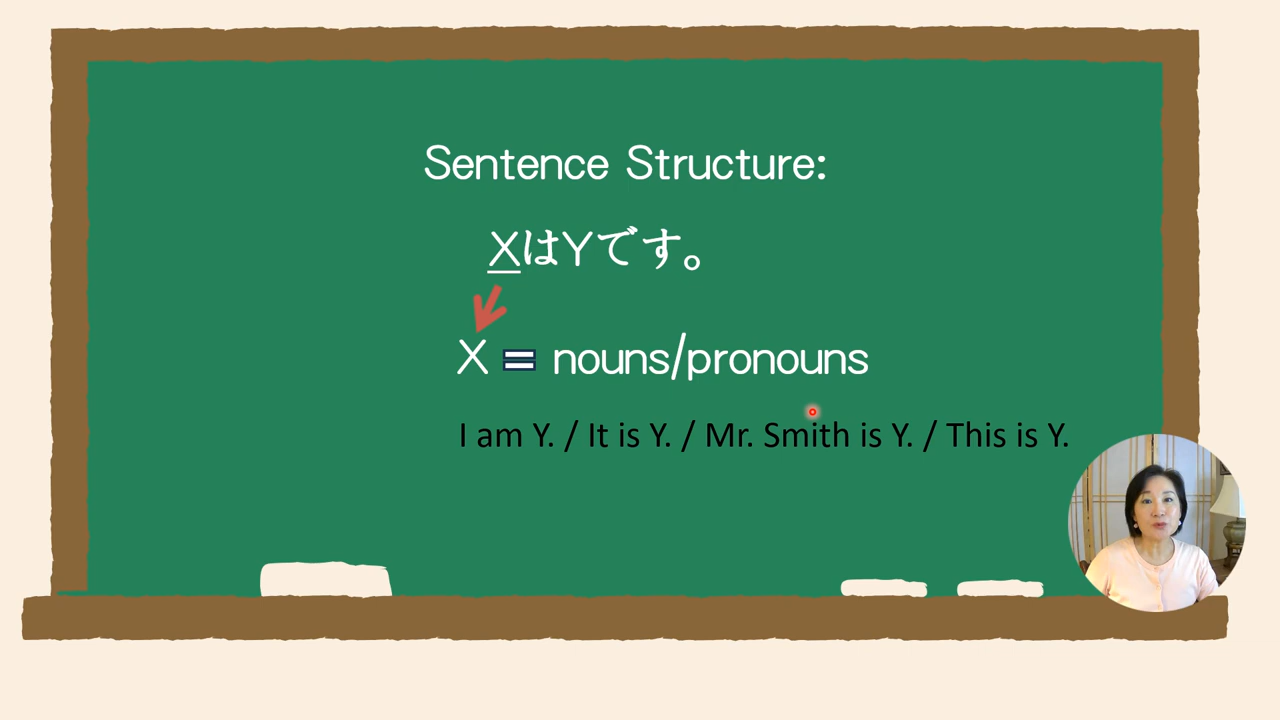 Sentence Structure:
XはYです。
X = nouns/pronouns
I am Y. / It is Y. / Mr. Smith is Y. / This is Y.